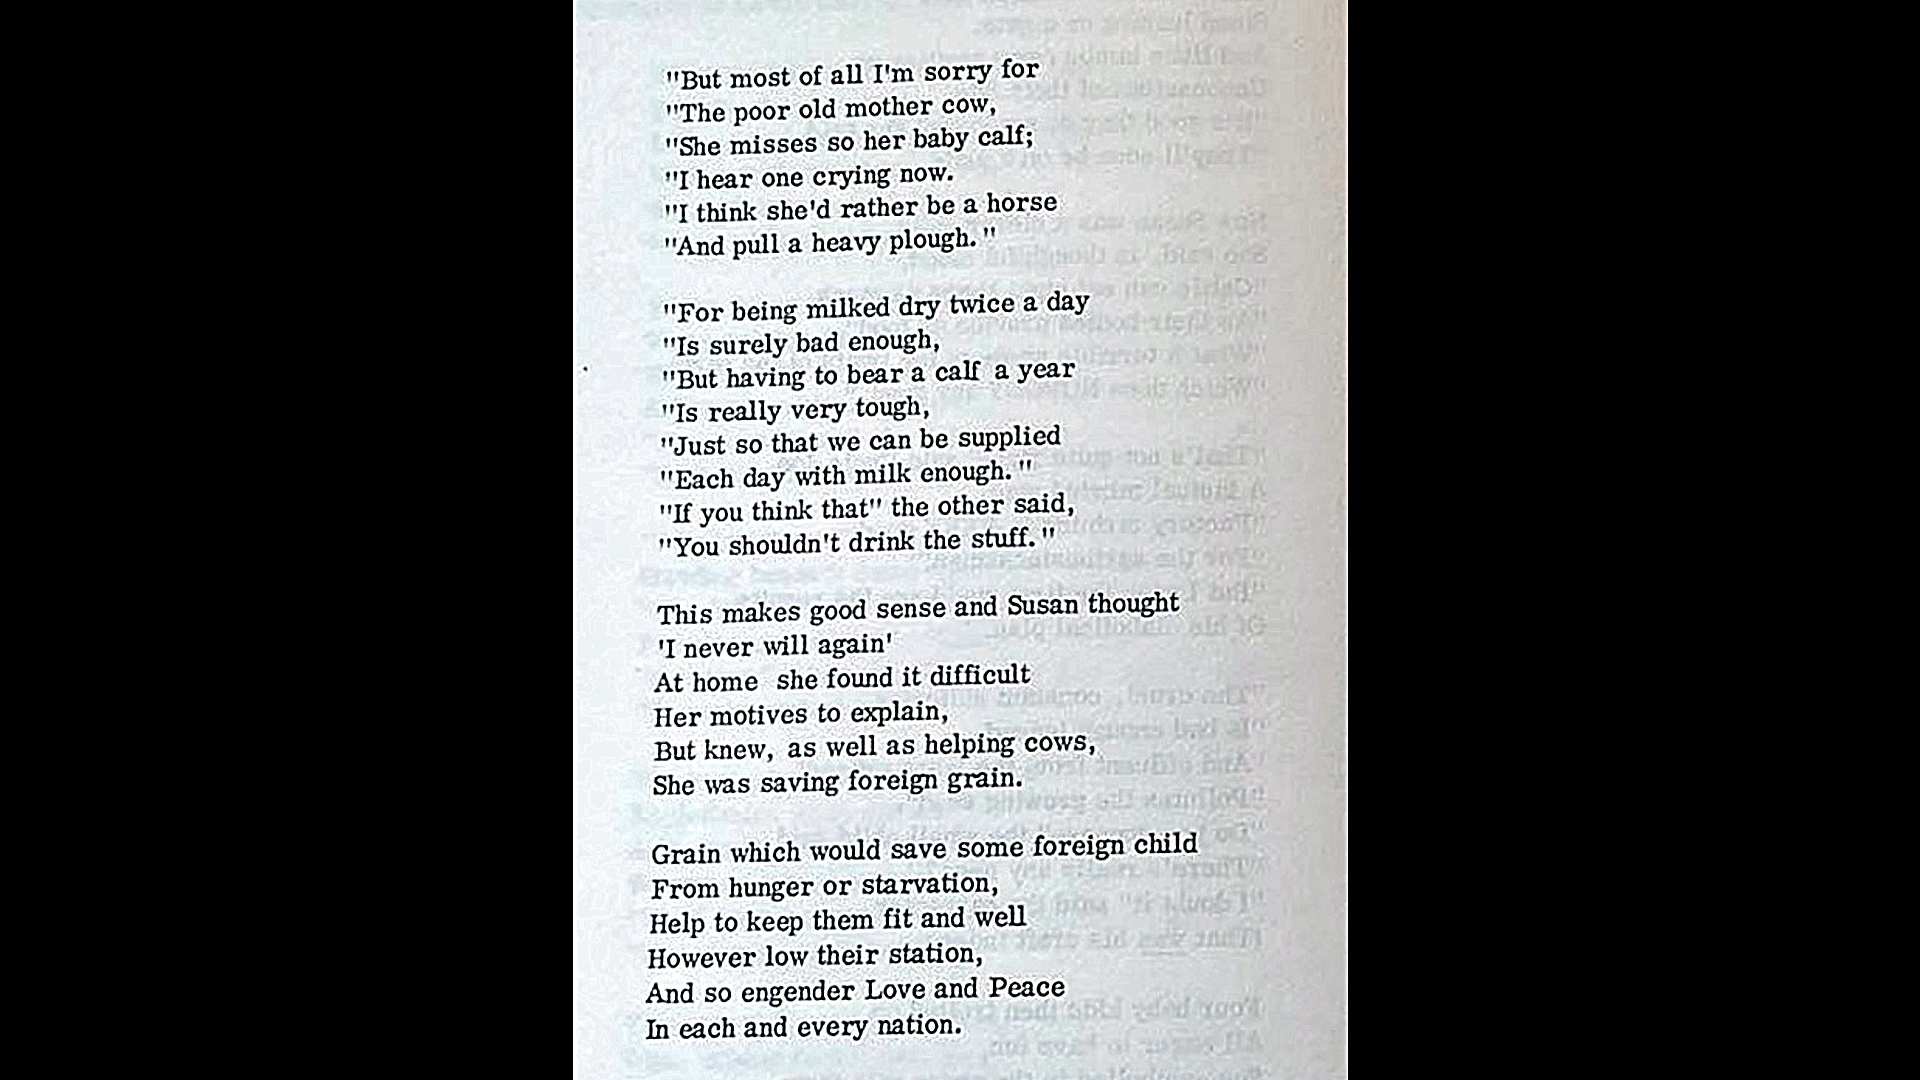 "But most of all I'm sorry for
"The poor old mother cow,
"She misses so her baby calf;
"I hear one crying now.
"I think she'd rather be a horse
"And pull a heavy plough."
"For being milked dry twice a day
"Is surely bad enough,
"But having to bear a calf a year
"Is really very tough,
"Just so that we can be supplied
"Each day with milk enough."
"If you think that" the other said,
"You shouldn't drink the stuff."
This makes good sense and Susan thought
'I never will again'
At home she found it difficult
Her motives to explain,
But knew, as well as helping cows,
She was saving foreign grain.
Grain which would save some foreign child
From hunger or starvation,
Help to keep them fit and well
However low their station,
And so engender Love and Peace
In each and every nation.